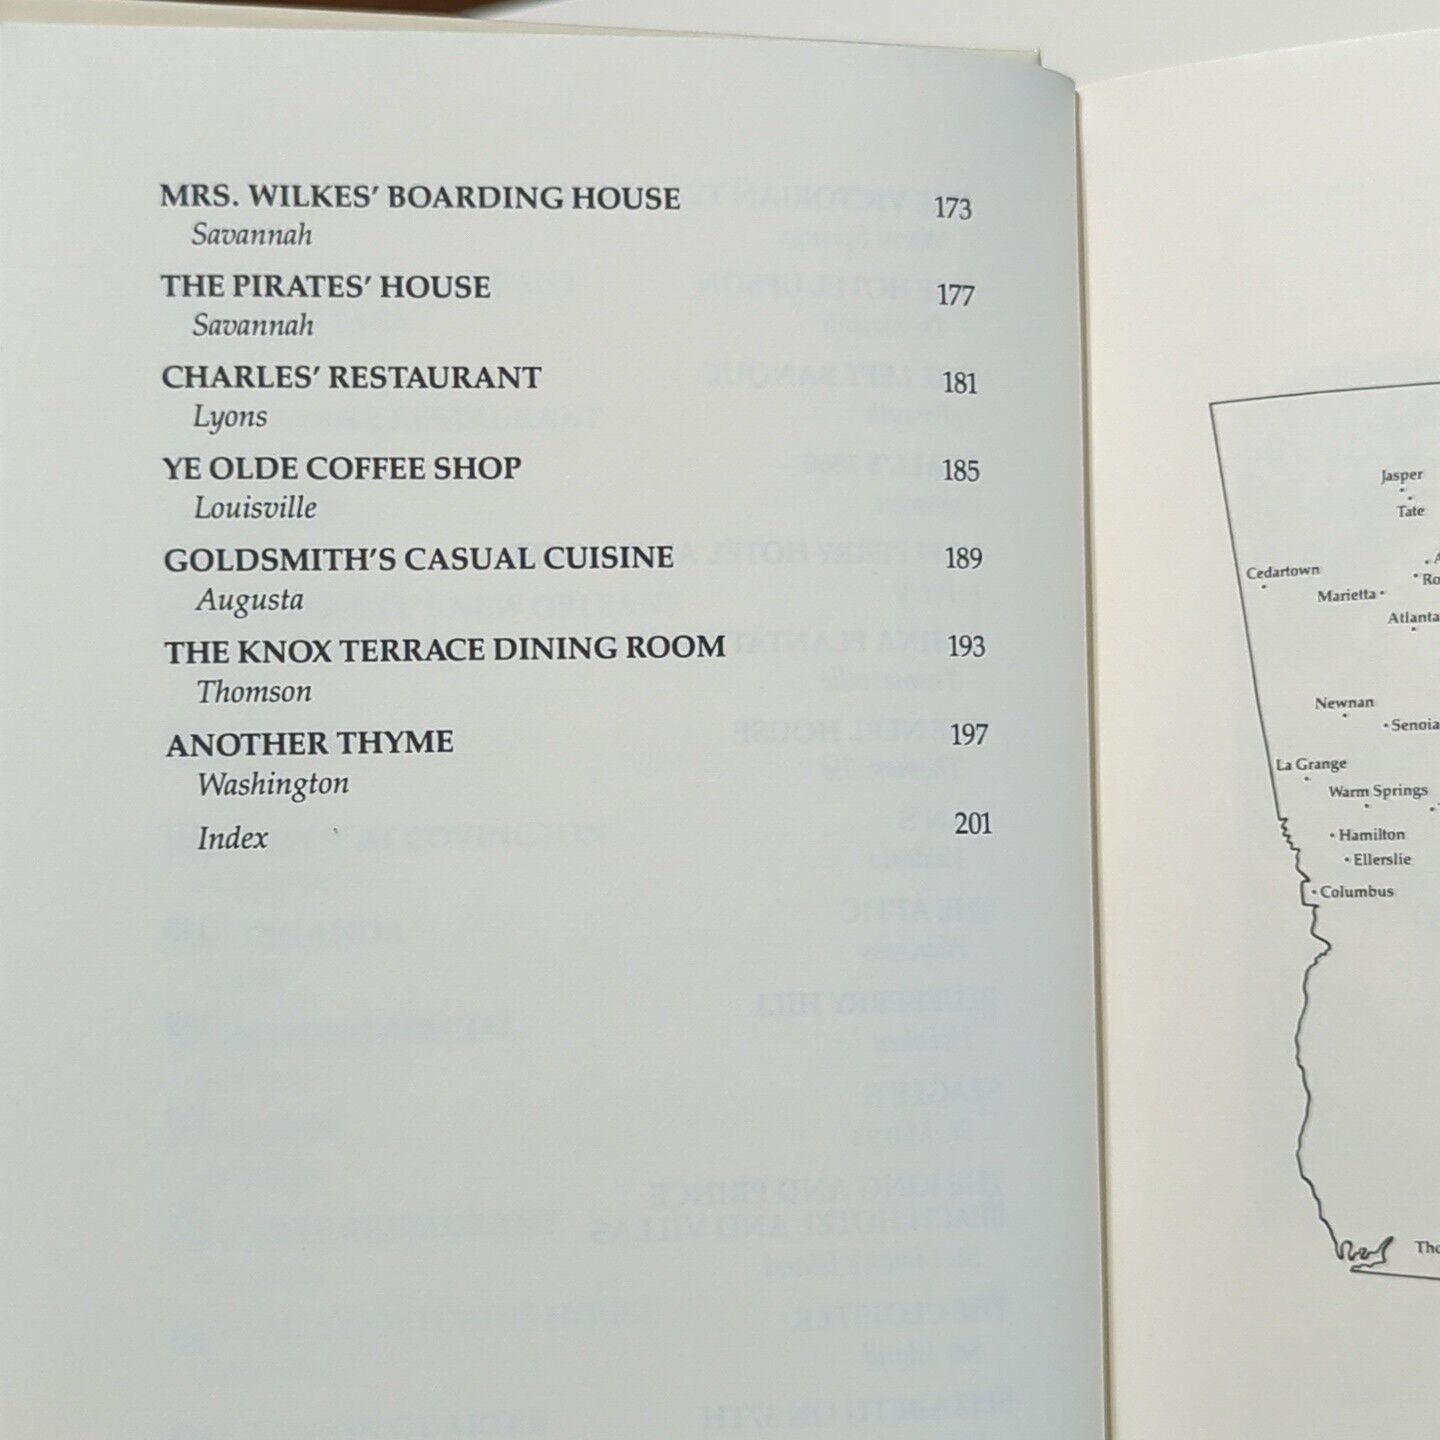 MRS. WILKES' BOARDING HOUSE 173
Savannah
THE PIRATES' HOUSE 177
Savannah
CHARLES' RESTAURANT 181
Lyons
YE OLDE COFFEE SHOP 185
Louisville
GOLDSMITH'S CASUAL CUISINE 189
Augusta
THE KNOX TERRACE DINING ROOM 193
Thomson
ANOTHER THYME 197
Washington
Index 201
Jasper
Tate
Cedartown
Marietta
Atlanta
Newnan
Senoia
La Grange
Warm Springs
Hamilton
Ellerslie
Columbus